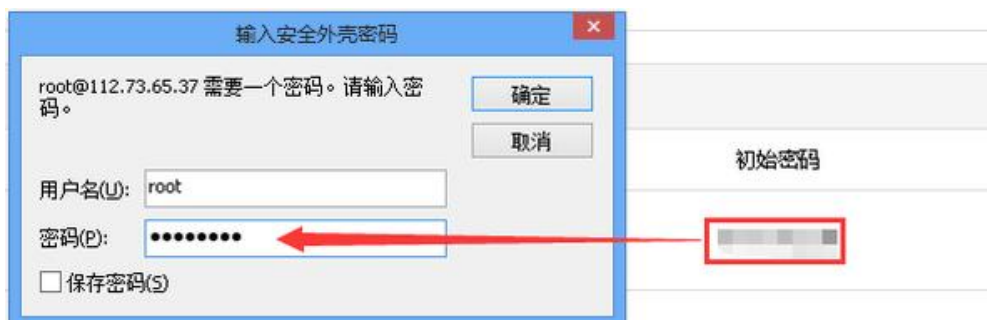 输入安全外壳密码
root@112.73.65.37 需要一个密码。请输入密
码。
确定
取消
初始密码
用户名(U): root
密码(P): ●●●●●●●●
保存密码(S)